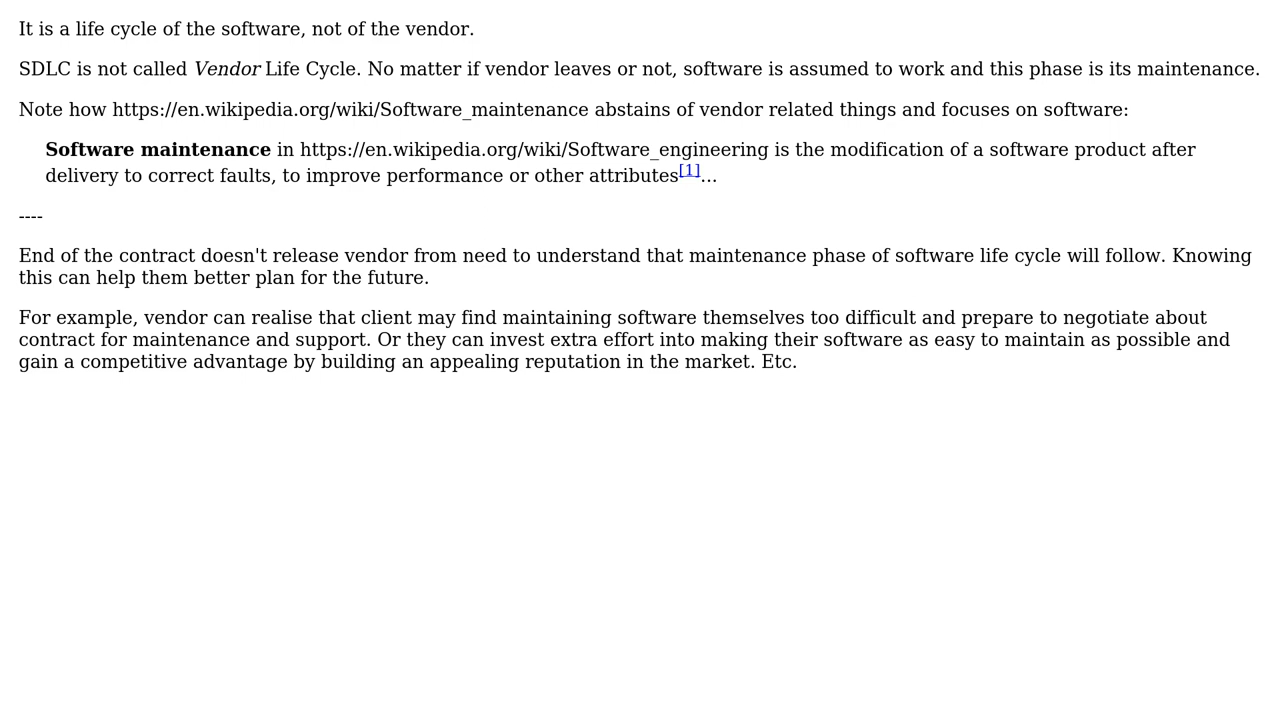 It is a life cycle of the software, not of the vendor.
SDLC is not called Vendor Life Cycle. No matter if vendor leaves or not, software is assumed to work and this phase is its maintenance.
Note how https://en.wikipedia.org/wiki/Software_maintenance abstains of vendor related things and focuses on software:
Software maintenance in https://en.wikipedia.org/wiki/Software_engineering is the modification of a software product after
delivery to correct faults, to improve performance or other attributes[1]...
----
End of the contract doesn't release vendor from need to understand that maintenance phase of software life cycle will follow. Knowing
this can help them better plan for the future.
For example, vendor can realise that client may find maintaining software themselves too difficult and prepare to negotiate about
contract for maintenance and support. Or they can invest extra effort into making their software as easy to maintain as possible and
gain a competitive advantage by building an appealing reputation in the market. Etc.